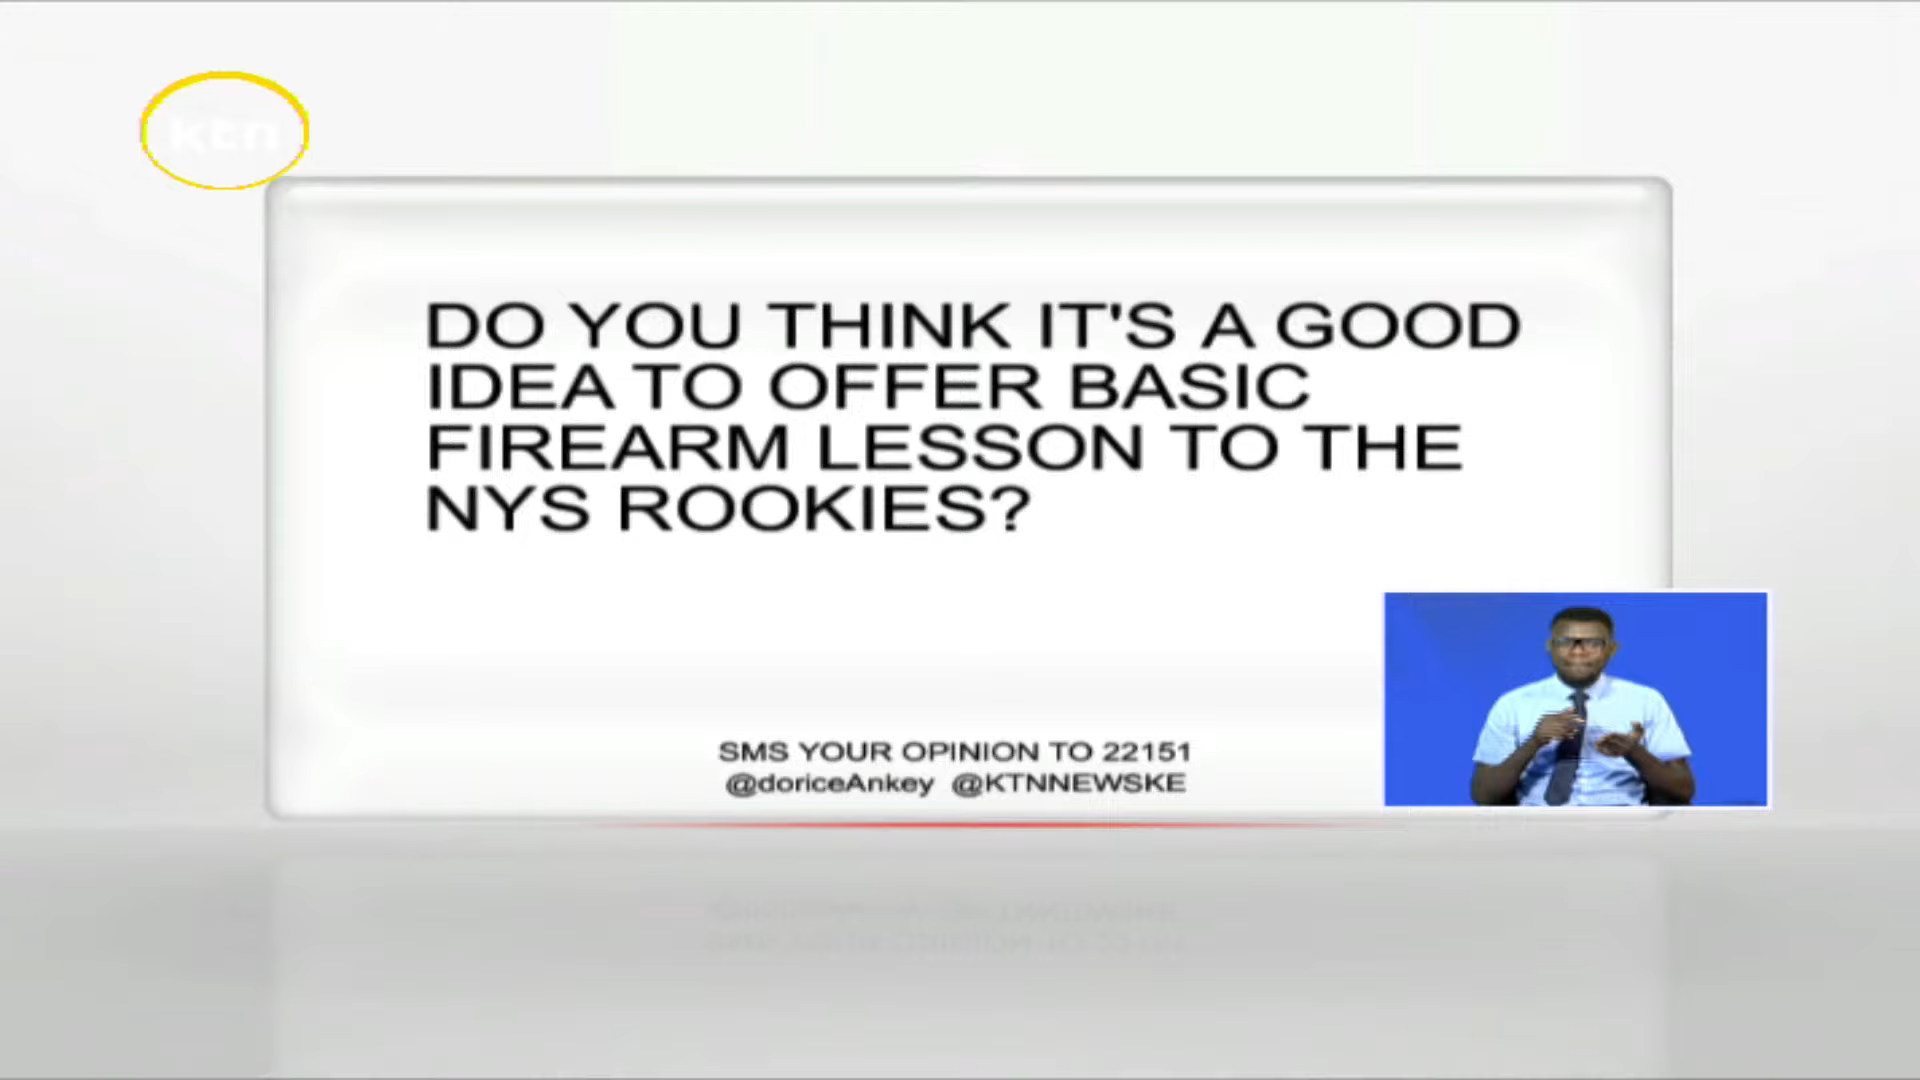 ktn
DO YOU THINK IT'S A GOOD
IDEA TO OFFER BASIC
FIREARM LESSON TO THE
NYS ROOKIES?
SMS YOUR OPINION TO 22151
@doriceAnkey @KTNNEWSKE